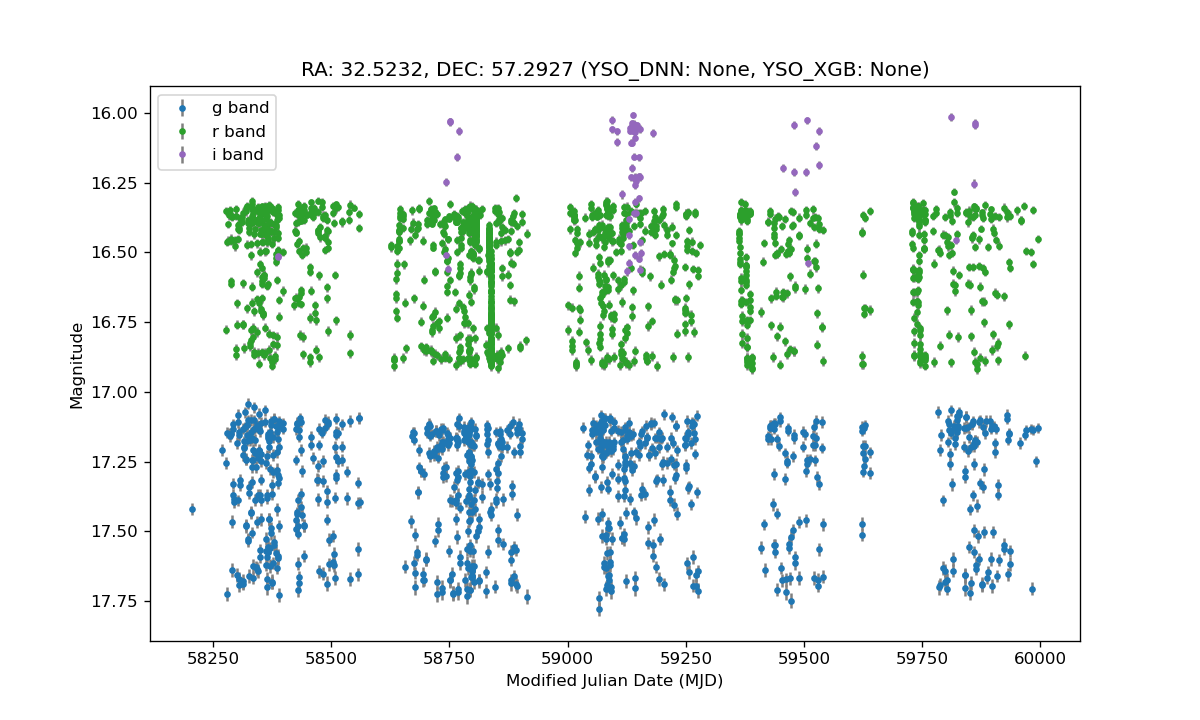 RA: 32.5232, DEC: 57.2927 (YSO_DNN: None, YSO_XGB: None)
g band
r band
i band
16.00
16.25
16.50
16.75
17.00
17.25
17.50
17.75
Magnitude
58250 58500 58750 59000 59250 59500 59750 60000
Modified Julian Date (MJD)